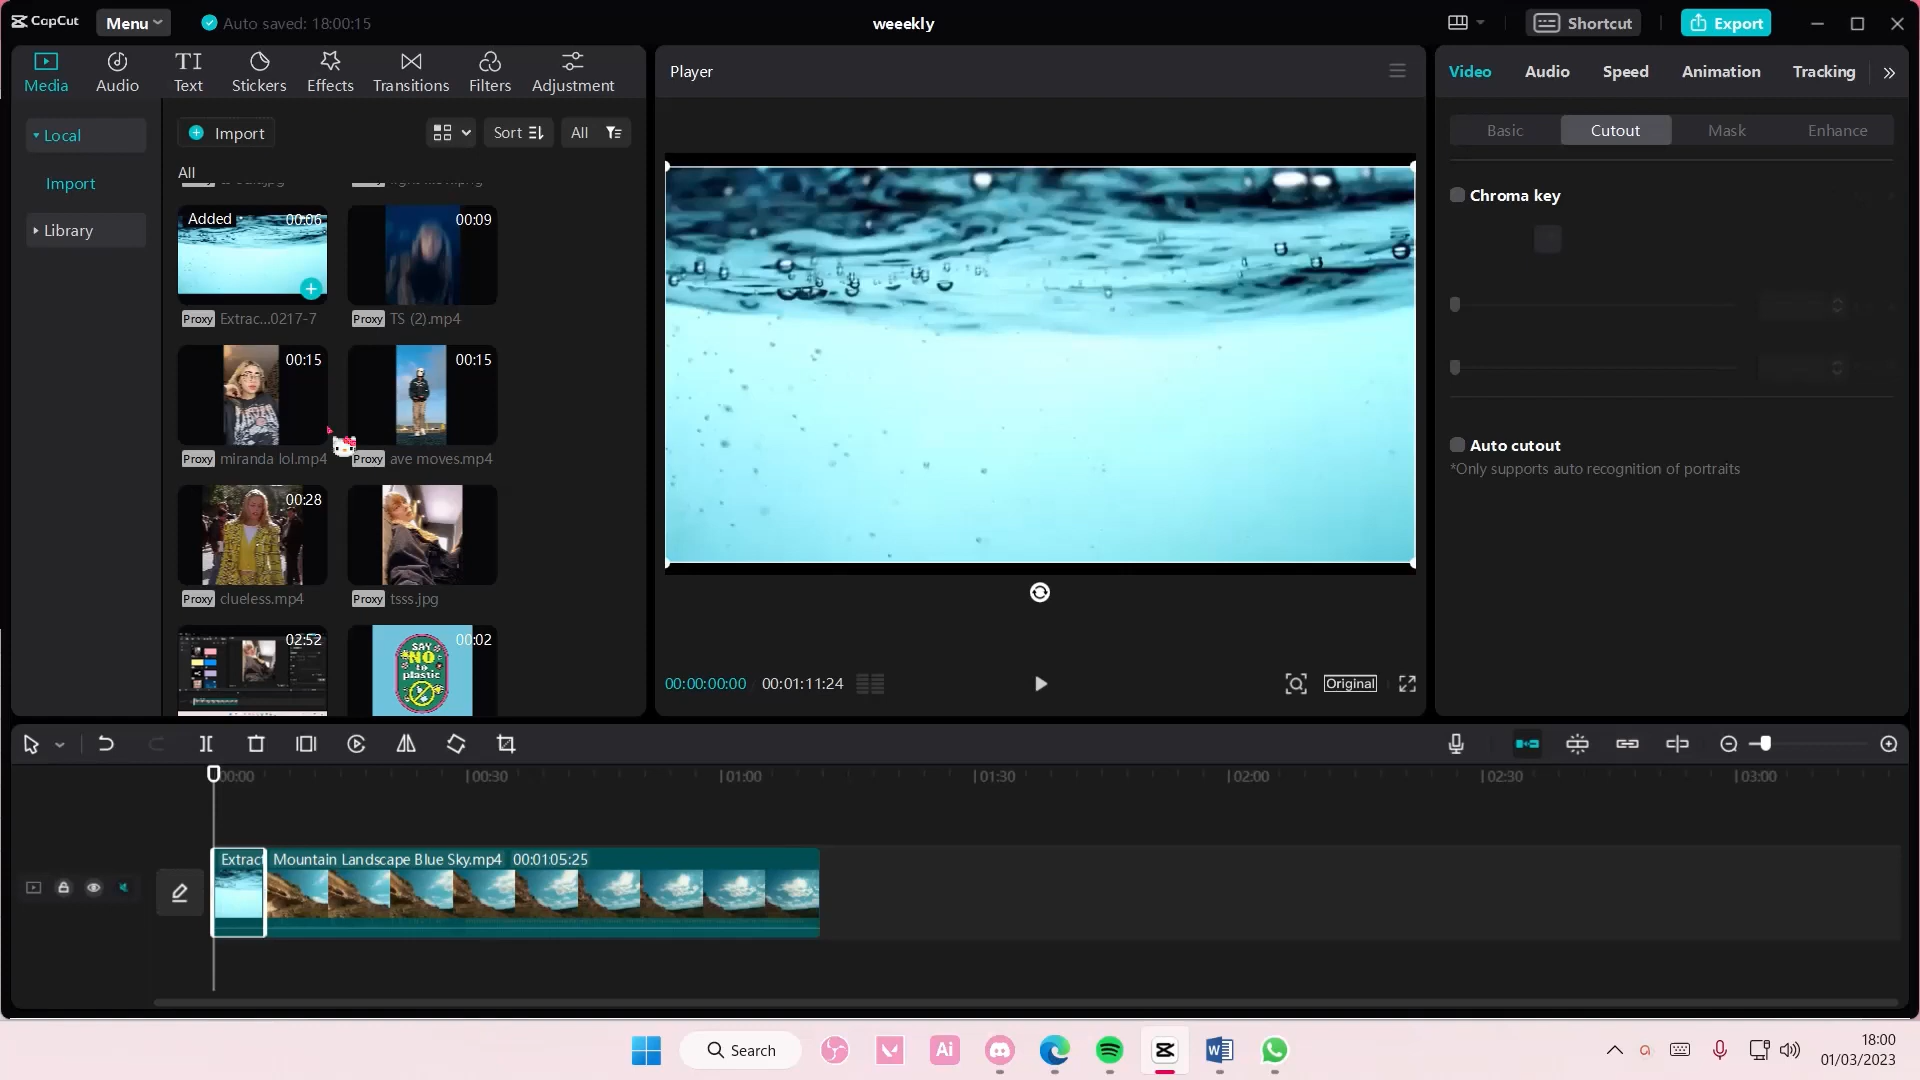 CapCut
Menu
Auto saved: 18:00:15
weeekly
Shortcut
Export
Media
Audio
Text
Stickers
Effects
Transitions
Filters
Adjustment
Player
Video
Audio
Speed
Animation
Tracking
Local
Import
Library
Import
Sort
All
All
Added
00:06
Proxy Extrac...0217-7
00:09
Proxy TS (2).mp4
00:15
Proxy miranda lol.mp4
00:15
Proxy ave moves.mp4
00:28
Proxy clueless.mp4
Proxy tsss.jpg
02:52
00:02
SAY
NO
to
plastic
00:00:00:00
00:01:11:24
Original
Basic
Cutout
Mask
Enhance
Chroma key
Auto cutout
*Only supports auto recognition of portraits
00:00
00:30
01:00
01:30
02:00
02:30
03:00
Extract
Mountain Landscape Blue Sky.mp4 00:01:05:25
Search
Ai
18:00
01/03/2023